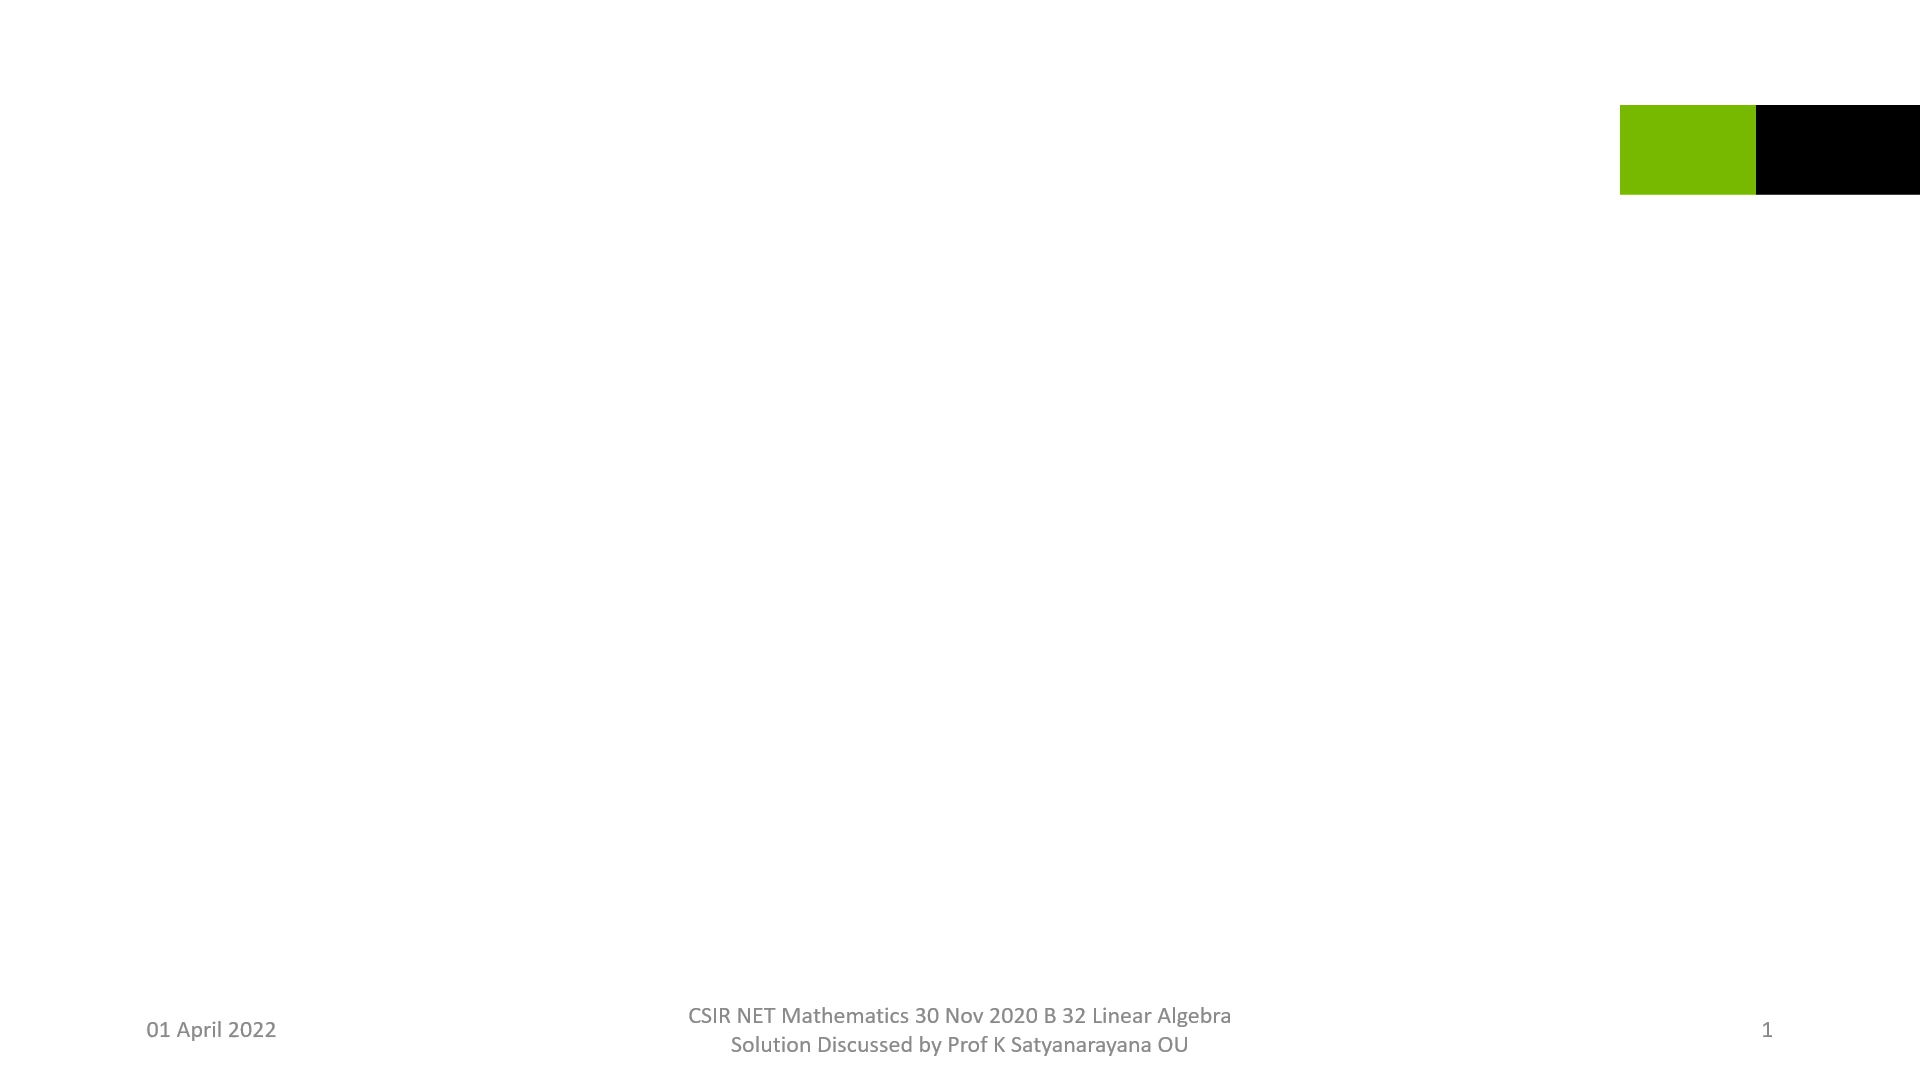 01 April 2022
CSIR NET Mathematics 30 Nov 2020 B 32 Linear Algebra
Solution Discussed by Prof K Satyanarayana OU
1